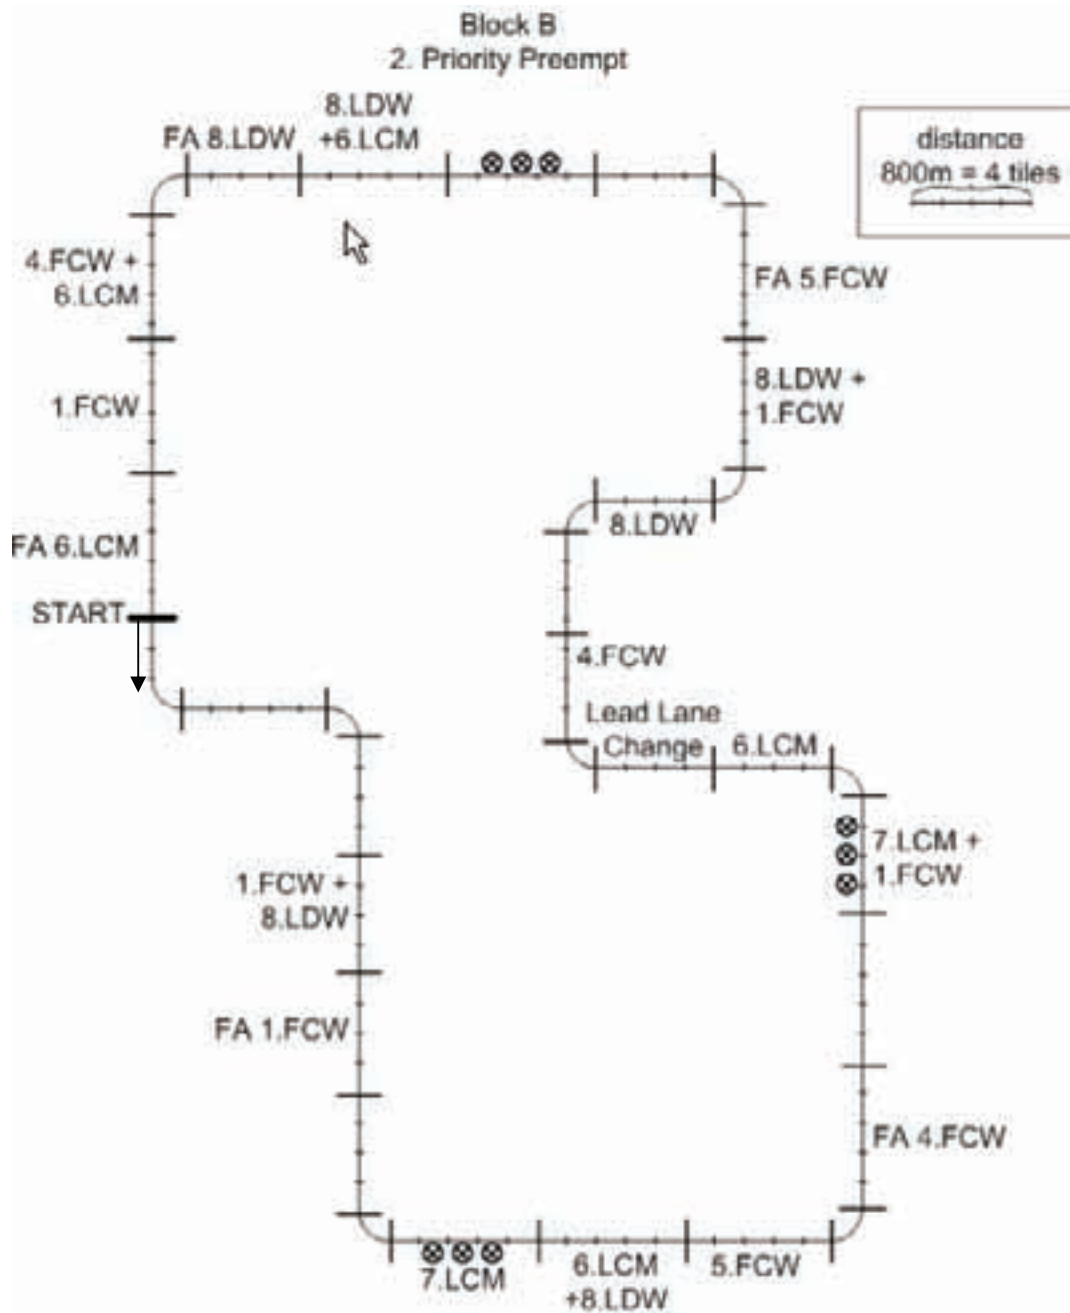 Block B
2. Priority Preempt
8.LDW
FA 8.LDW
+6.LCM
distance
800m = 4 tiles
4.FCW +
6.LCM
FA 5.FCW
8.LDW +
1.FCW
1.FCW
8.LDW
FA 6.LCM
START
4.FCW
Lead Lane
Change
6.LCM
7.LCM +
1.FCW
1.FCW +
8.LDW
FA 1.FCW
FA 4.FCW
7.LCM
6.LCM
+8.LDW
5.FCW